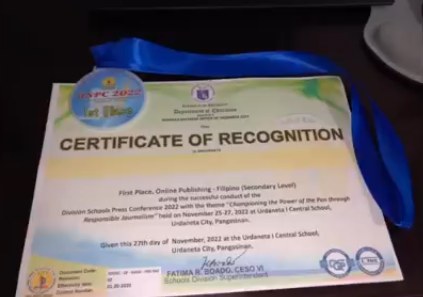 DSPC 2022
1st Place
Department of Education
CERTIFICATE OF RECOGNITION
First Place, Online Publishing - Filipino (Secondary Level)
during the successful conduct of the
Division Schools Press Conference 2022 with the theme "Championing the Power of the Pen through
Responsible Journalism" held on November 25-27, 2022 at Urdaneta I Central School,
Urdaneta City, Pangasinan.
Given this 27th day of November, 2022 at the Urdaneta I Central School,
Urdaneta City, Pangasinan.
FATIMA R. BOADO, CESO VI
Schools Division Superintendent
Document Code: